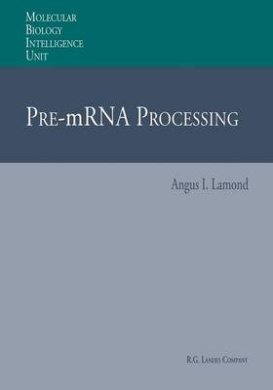 MOLECULAR
BIOLOGY
INTELLIGENCE
UNIT
PRE-mRNA PROCESSING
Angus I. Lamond
R.G. LANDES COMPANY